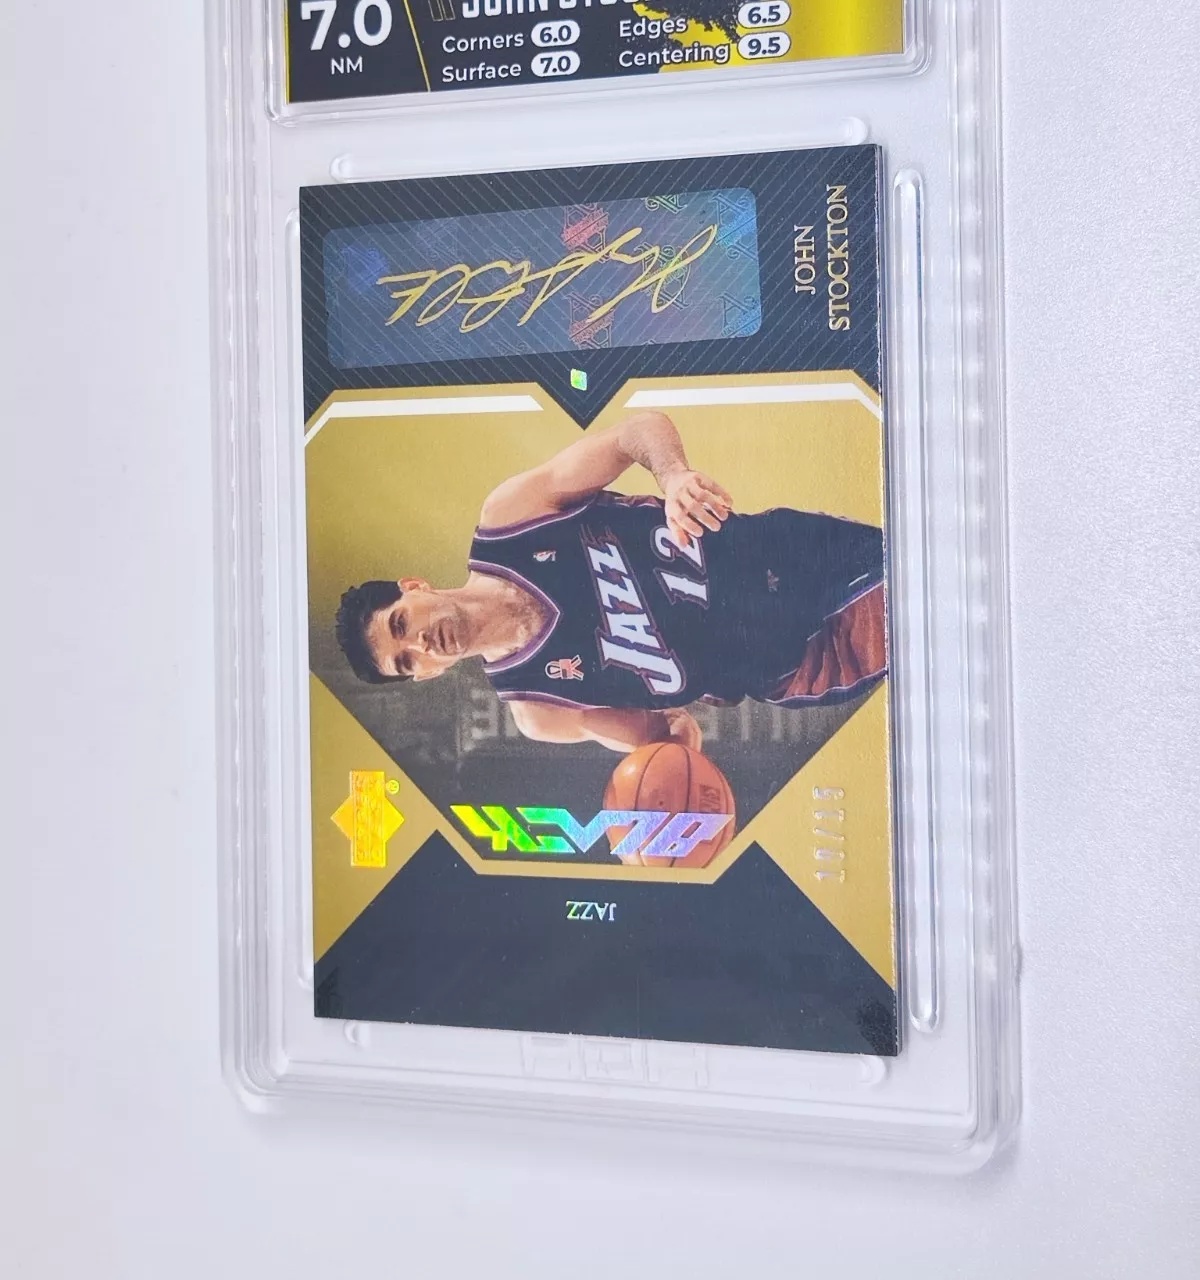 7.0
NM
Corners 6.0
Surface 7.0
Edges 6.5
Centering 9.5
JOHN
STOCKTON
JAZZ
12
BLACK
JAZZ
HGA